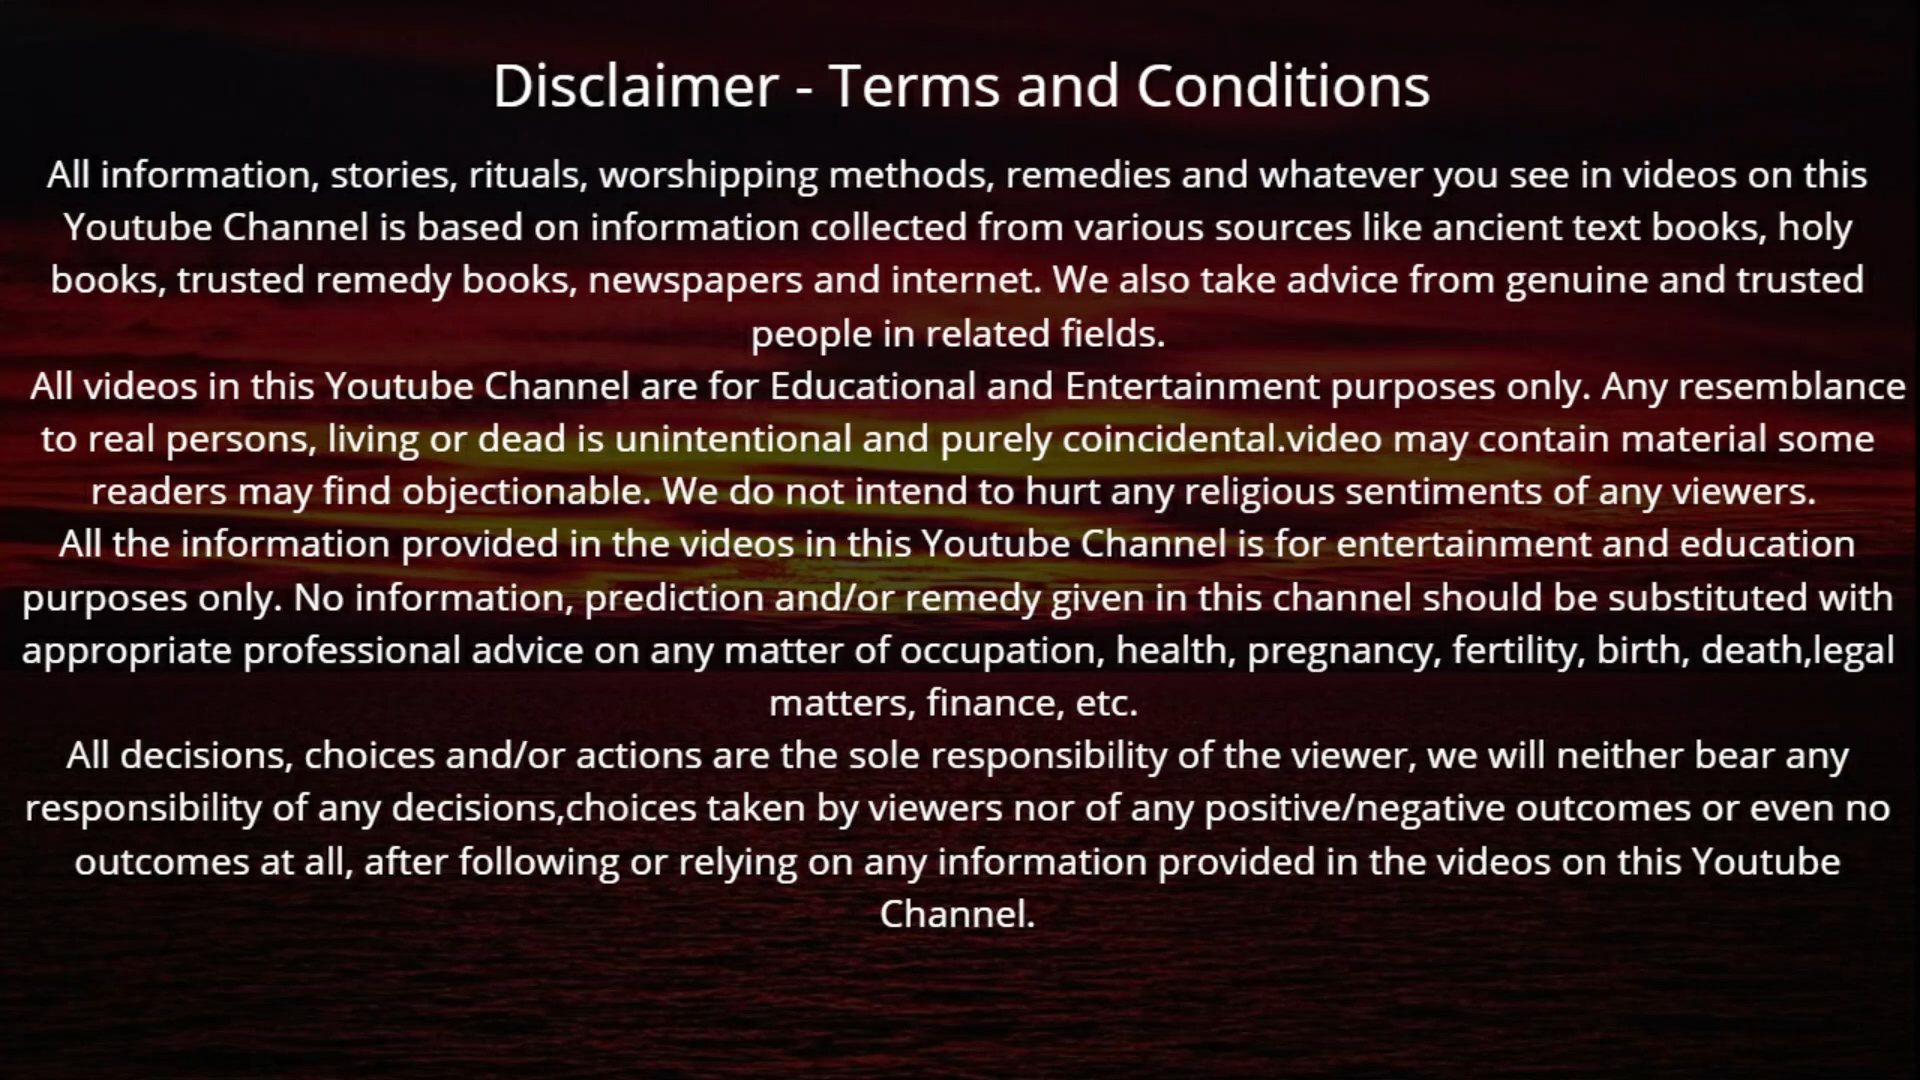 Disclaimer - Terms and Conditions
All information, stories, rituals, worshipping methods, remedies and whatever you see in videos on this
Youtube Channel is based on information collected from various sources like ancient text books, holy
books, trusted remedy books, newspapers and internet. We also take advice from genuine and trusted
people in related fields.
All videos in this Youtube Channel are for Educational and Entertainment purposes only. Any resemblance
to real persons, living or dead is unintentional and purely coincidental.video may contain material some
readers may find objectionable. We do not intend to hurt any religious sentiments of any viewers.
All the information provided in the videos in this Youtube Channel is for entertainment and education
purposes only. No information, prediction and/or remedy given in this channel should be substituted with
appropriate professional advice on any matter of occupation, health, pregnancy, fertility, birth, death,legal
matters, finance, etc.
All decisions, choices and/or actions are the sole responsibility of the viewer, we will neither bear any
responsibility of any decisions,choices taken by viewers nor of any positive/negative outcomes or even no
outcomes at all, after following or relying on any information provided in the videos on this Youtube
Channel.